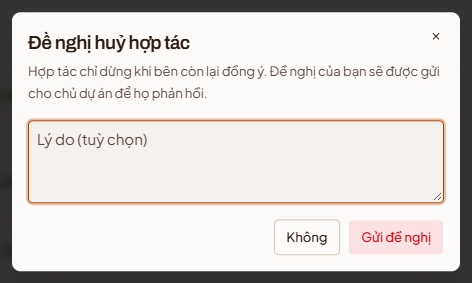 Đề nghị huỷ hợp tác
×
Hợp tác chỉ dừng khi bên còn lại đồng ý. Đề nghị của bạn sẽ được gửi
cho chủ dự án để họ phản hồi.
Lý do (tuỳ chọn)
Không
Gửi đề nghị